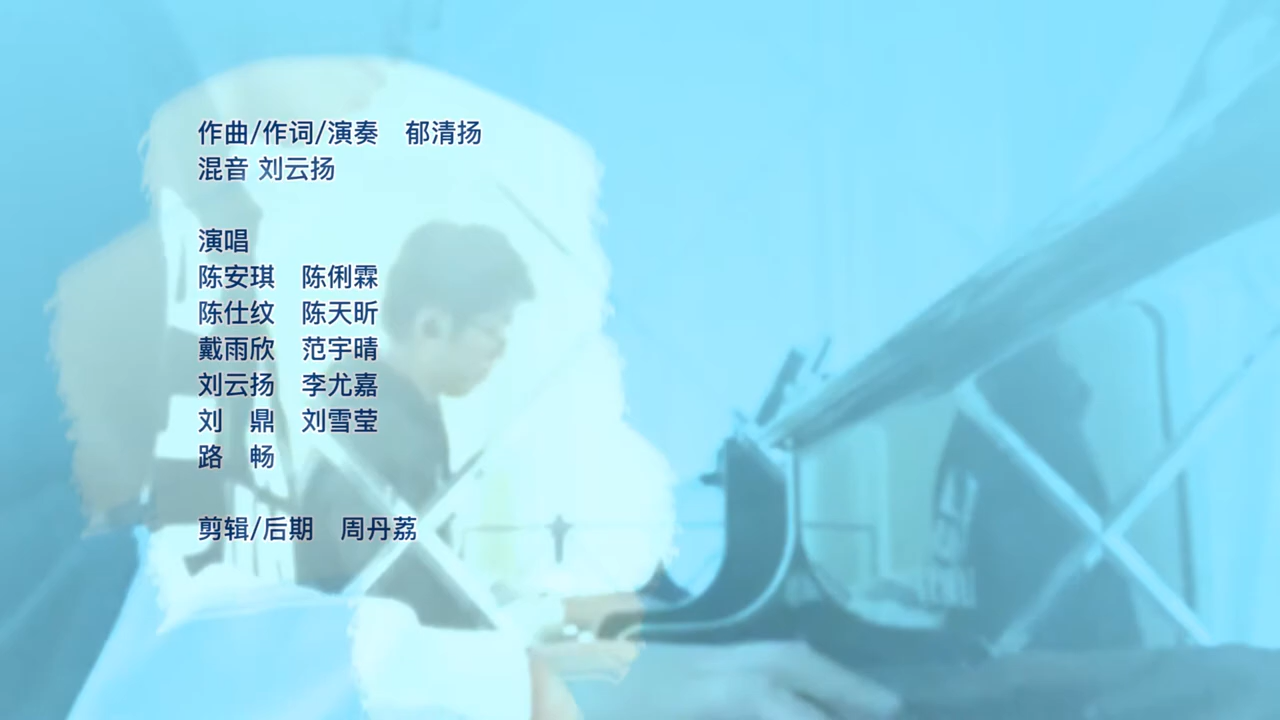 作曲/作词/演奏　郁清扬
混音 刘云扬
演唱
陈安琪　陈俐霖
陈仕纹　陈天昕
戴雨欣　范宇晴
刘云扬　李尤嘉
刘　鼎　刘雪莹
路　畅
剪辑/后期　周丹荔